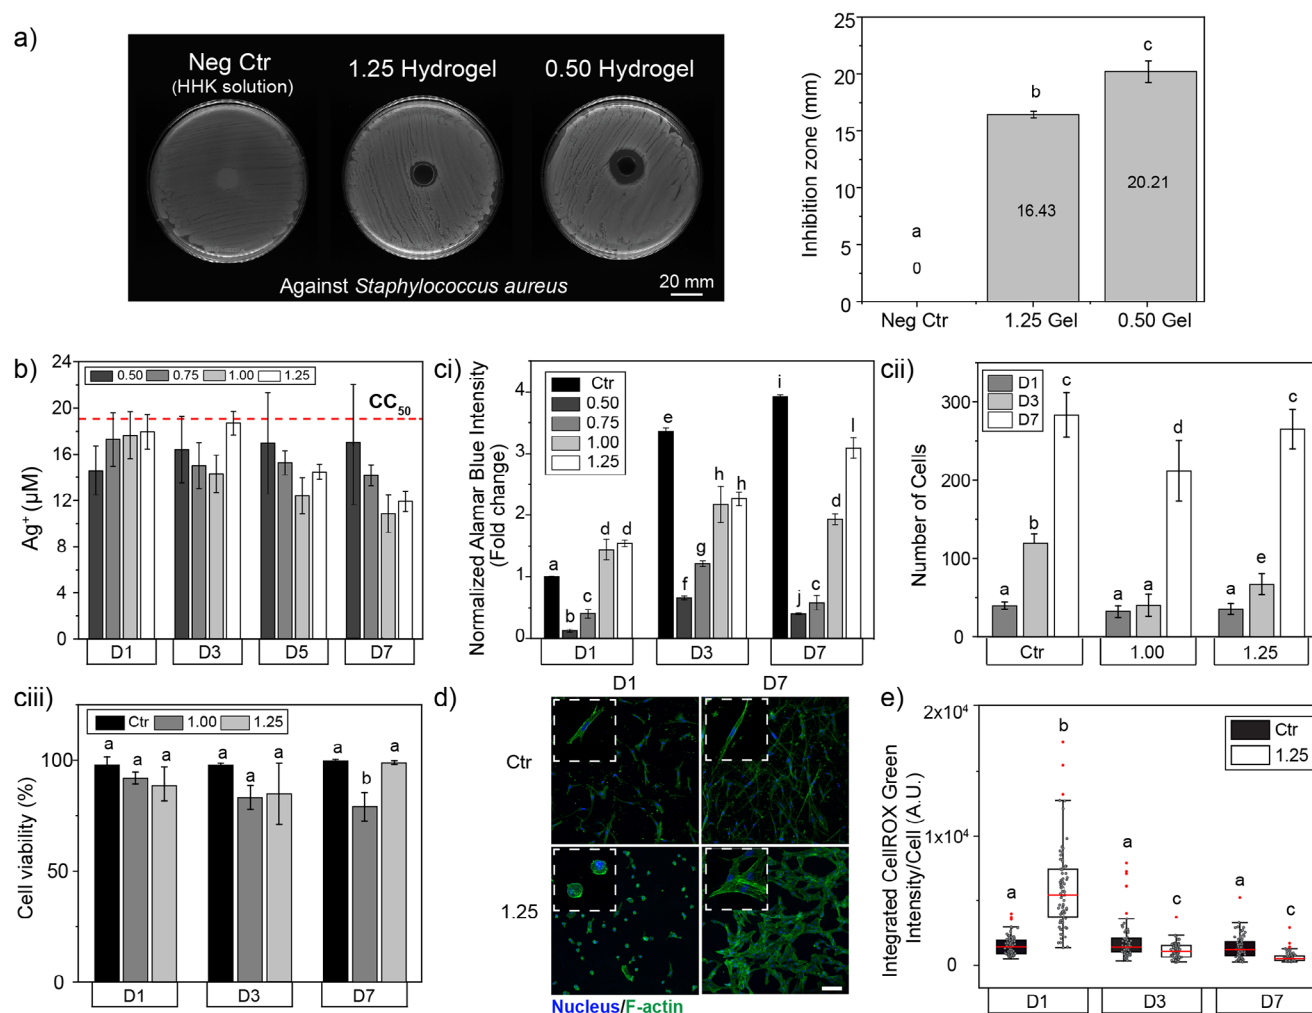 a)
Neg Ctr
(HHK solution)
1.25 Hydrogel
0.50 Hydrogel
Against Staphylococcus aureus
20 mm
Inhibition zone (mm)
25
20
15
10
5
0
a
0
b
16.43
c
20.21
Neg Ctr
1.25 Gel
0.50 Gel
b)
Ag⁺ (μM)
24
20
16
12
8
4
0
0.50
0.75
1.00
1.25
CC₅₀
D1
D3
D5
D7
ci)
Normalized Alamar Blue Intensity
(Fold change)
4
3
2
1
0
Ctr
0.50
0.75
1.00
1.25
a
b
c
d
d
e
f
g
h
h
i
j
c
d
l
D1
D3
D7
cii)
Number of Cells
300
200
100
0
D1
D3
D7
a
b
c
a
a
d
a
e
c
Ctr
1.00
1.25
ciii)
Cell viability (%)
100
50
0
Ctr
1.00
1.25
a
a
a
a
a
a
a
b
a
D1
D3
D7
d)
D1
D7
Ctr
1.25
Nucleus/F-actin
e)
Integrated CellROX Green
Intensity/Cell (A.U.)
2x10⁴
1x10⁴
0
Ctr
1.25
a
b
a
c
a
c
D1
D3
D7